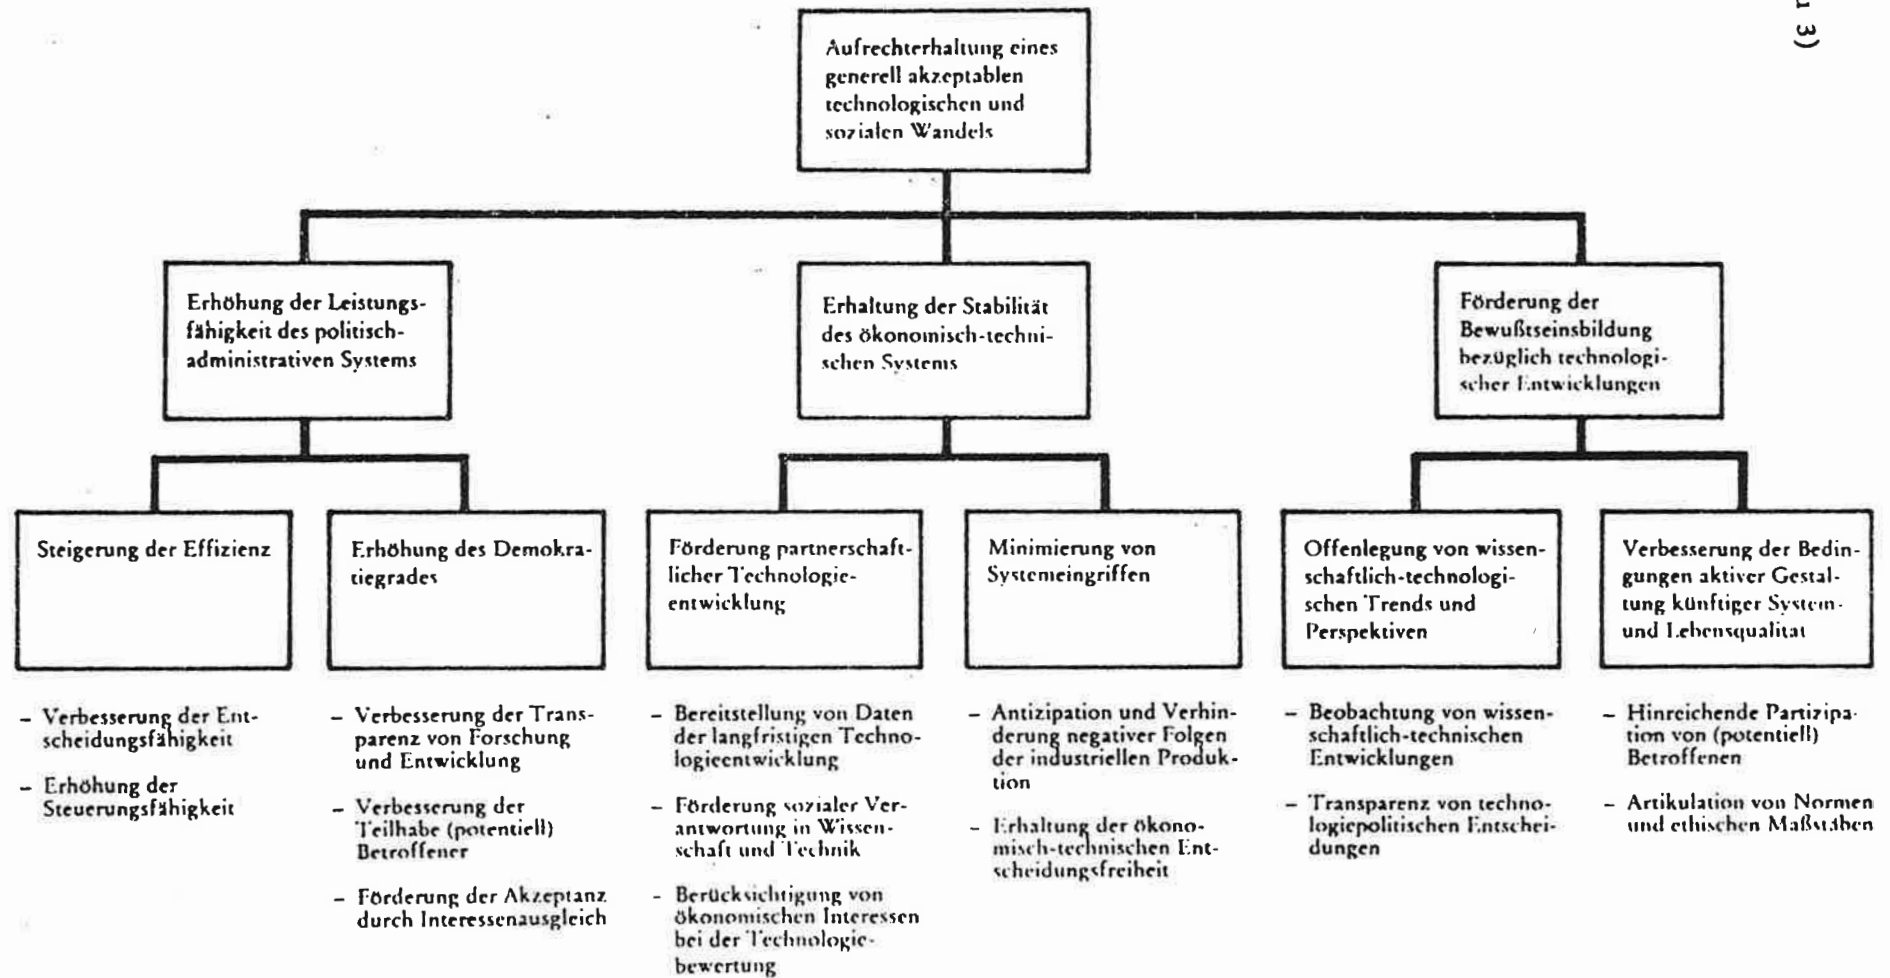 u 3)
Aufrechterhaltung eines
generell akzeptablen
technologischen und
sozialen Wandels
Erhöhung der Leistungs-
fähigkeit des politisch-
administrativen Systems
Erhaltung der Stabilität
des ökonomisch-techni-
schen Systems
Förderung der
Bewußtseinsbildung
bezüglich technologi-
scher Entwicklungen
Steigerung der Effizienz
Erhöhung des Demokra-
tiegrades
Förderung partnerschaft-
licher Technologie-
entwicklung
Minimierung von
Systemeingriffen
Offenlegung von wissen-
schaftlich-technologi-
schen Trends und
Perspektiven
Verbesserung der Bedin-
gungen aktiver Gestal-
tung künftiger System-
und Lebensqualität
– Verbesserung der Ent-
scheidungsfähigkeit
– Erhöhung der
Steuerungsfähigkeit
– Verbesserung der Trans-
parenz von Forschung
und Entwicklung
– Verbesserung der
Teilhabe (potentiell)
Betroffener
– Förderung der Akzeptanz
durch Interessenausgleich
– Bereitstellung von Daten
der langfristigen Techno-
logieentwicklung
– Förderung sozialer Ver-
antwortung in Wissen-
schaft und Technik
– Berücksichtigung von
ökonomischen Interessen
bei der Technologie-
bewertung
– Antizipation und Verhin-
derung negativer Folgen
der industriellen Produk-
tion
– Erhaltung der ökono-
misch-technischen Ent-
scheidungsfreiheit
– Beobachtung von wissen-
schaftlich-technischen
Entwicklungen
– Transparenz von techno-
logiepolitischen Entschei-
dungen
– Hinreichende Partizipa-
tion von (potentiell)
Betroffenen
– Artikulation von Normen
und ethischen Maßstäben